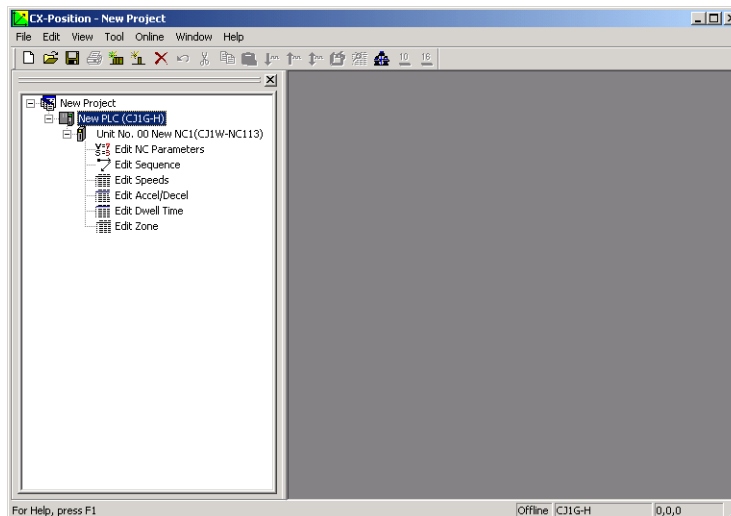 CX-Position - New Project
File Edit View Tool Online Window Help
10 16
New Project
New PLC (CJ1G-H)
Unit No. 00 New NC1(CJ1W-NC113)
Edit NC Parameters
Edit Sequence
Edit Speeds
Edit Accel/Decel
Edit Dwell Time
Edit Zone
For Help, press F1 Offline CJ1G-H 0,0,0